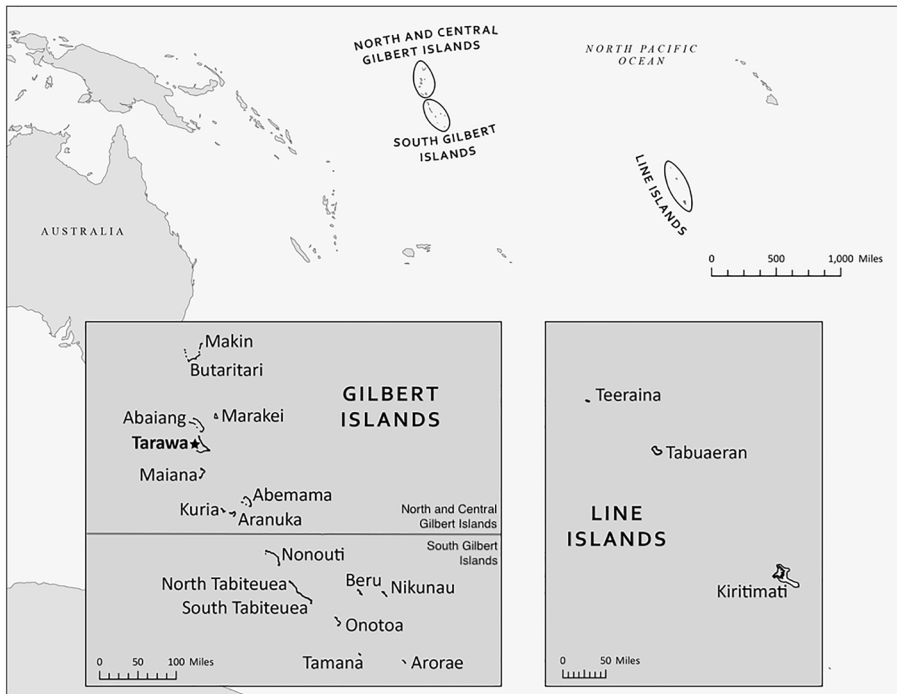 NORTH AND CENTRAL
GILBERT ISLANDS
NORTH PACIFIC
OCEAN
SOUTH GILBERT
ISLANDS
LINE ISLANDS
AUSTRALIA
0 500 1,000 Miles
Makin
Butaritari
GILBERT
ISLANDS
Abaiang
Marakei
Tarawa
Maiana
Kuria
Abemama
Aranuka
North and Central
Gilbert Islands
South Gilbert
Islands
Nonouti
North Tabiteuea
South Tabiteuea
Beru
Nikunau
Onotoa
Tamana
Arorae
0 50 100 Miles
Teeraina
Tabuaeran
LINE
ISLANDS
Kiritimati
0 50 Miles